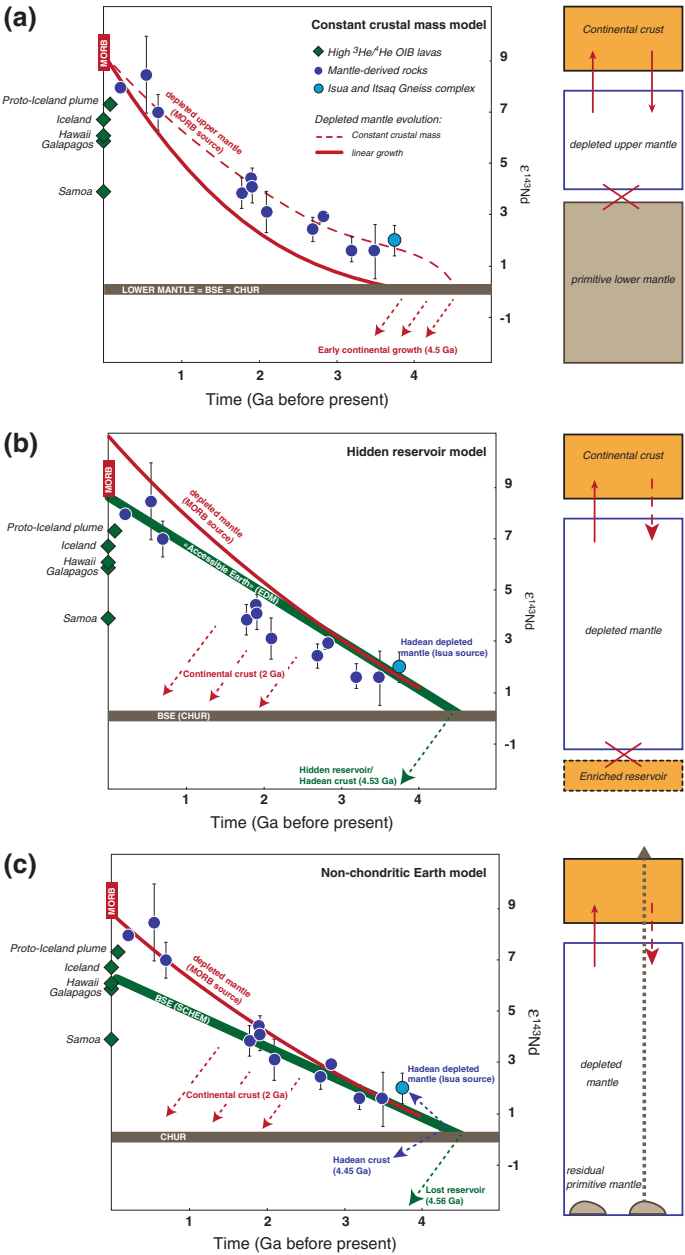 (a)
Constant crustal mass model
MORB
High ³He/⁴He OIB lavas
Mantle-derived rocks
Isua and Itsaq Gneiss complex
Depleted mantle evolution:
Constant crustal mass
linear growth
Proto-Iceland plume
Iceland
Hawaii
Galapagos
Samoa
depleted upper mantle
(MORB source)
9
7
5
3
1
-1
ε¹⁴³Nd
LOWER MANTLE = BSE = CHUR
Early continental growth (4.5 Ga)
1
2
3
4
Time (Ga before present)
Continental crust
depleted upper mantle
primitive lower mantle
(b)
Hidden reservoir model
MORB
Proto-Iceland plume
Iceland
Hawaii
Galapagos
Samoa
depleted mantle
(MORB source)
«Accessible Earth» (EDM)
9
7
5
3
1
-1
ε¹⁴³Nd
Hadean depleted
mantle (Isua source)
Continental crust (2 Ga)
BSE (CHUR)
Hidden reservoir/
Hadean crust (4.53 Ga)
1
2
3
4
Time (Ga before present)
Continental crust
depleted mantle
Enriched reservoir
(c)
Non-chondritic Earth model
MORB
Proto-Iceland plume
Iceland
Hawaii
Galapagos
Samoa
depleted mantle
(MORB source)
BSE (SCHEM)
9
7
5
3
1
-1
ε¹⁴³Nd
Hadean depleted
mantle (Isua source)
Continental crust (2 Ga)
CHUR
Hadean crust
(4.45 Ga)
Lost reservoir
(4.56 Ga)
1
2
3
4
Time (Ga before present)
depleted
mantle
residual
primitive mantle